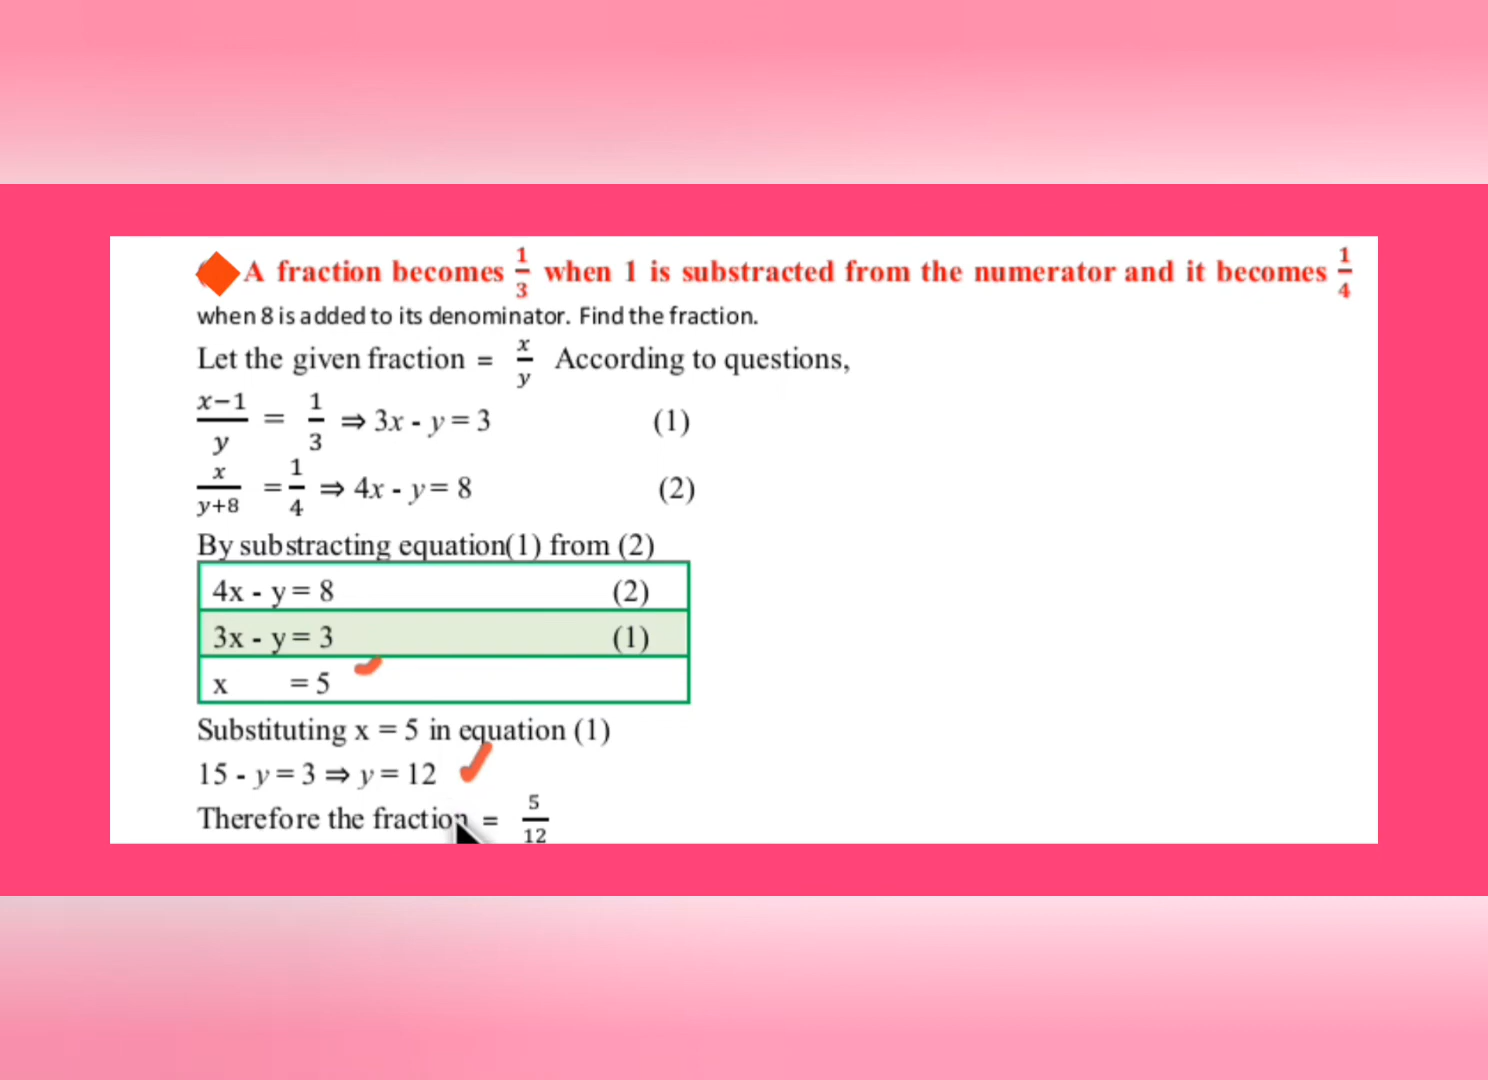 A fraction becomes 1/3 when 1 is substracted from the numerator and it becomes 1/4
when 8 is added to its denominator. Find the fraction.
Let the given fraction = x/y According to questions,
x−1/y = 1/3 ⇒ 3x - y = 3 (1)
x/y+8 = 1/4 ⇒ 4x - y = 8 (2)
By substracting equation(1) from (2)
4x - y = 8 (2)
3x - y = 3 (1)
x = 5
Substituting x = 5 in equation (1)
15 - y = 3 ⇒ y = 12
Therefore the fraction = 5/12